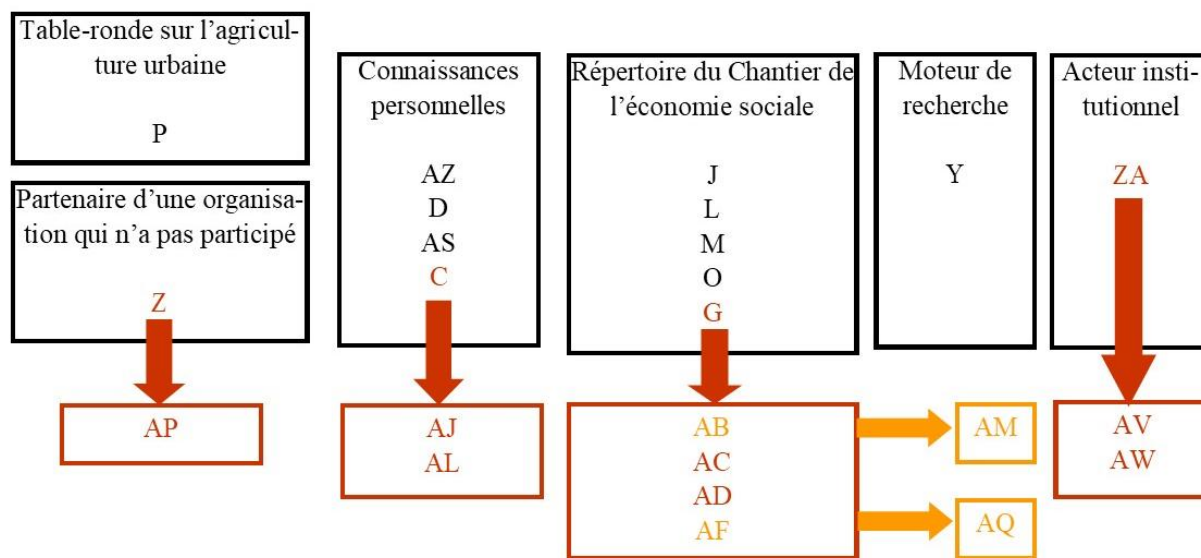 Table-ronde sur l’agricul-
ture urbaine
P
Partenaire d’une organisa-
tion qui n’a pas participé
Z
AP
Connaissances
personnelles
AZ
D
AS
C
AJ
AL
Répertoire du Chantier de
l’économie sociale
J
L
M
O
G
AB
AC
AD
AF
Moteur de
recherche
Y
AM
AQ
Acteur insti-
tutionnel
ZA
AV
AW